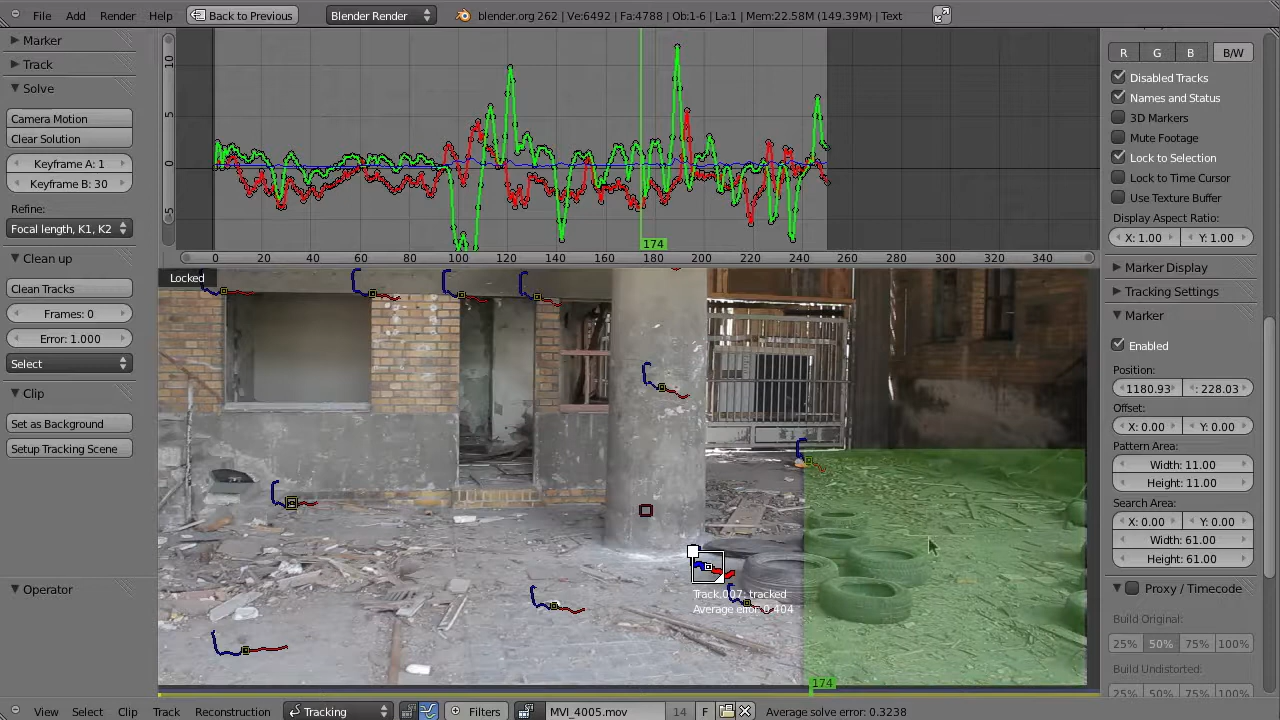 File Add Render Help Back to Previous Blender Render blender.org 262 | Ve:6492 | Fa:4788 | Ob:1-6 | La:1 | Mem:22.58M (149.39M) | Text
Marker
Track
Solve
Camera Motion
Clear Solution
Keyframe A: 1
Keyframe B: 30
Refine:
Focal length, K1, K2
Clean up
Clean Tracks
Frames: 0
Error: 1.000
Select
Clip
Set as Background
Setup Tracking Scene
Operator
10
5
0
5
174
0 20 40 60 80 100 120 140 160 180 200 220 240 260 280 300 320 340
Locked
Track.007: tracked
Average error: 0.404
174
R G B B/W
Disabled Tracks
Names and Status
3D Markers
Mute Footage
Lock to Selection
Lock to Time Cursor
Use Texture Buffer
Display Aspect Ratio:
X: 1.00 Y: 1.00
Marker Display
Tracking Settings
Marker
Enabled
Position:
1180.93 : 228.03
Offset:
X: 0.00 Y: 0.00
Pattern Area:
Width: 11.00
Height: 11.00
Search Area:
X: 0.00 Y: 0.00
Width: 61.00
Height: 61.00
Proxy / Timecode
Build Original:
25% 50% 75% 100%
Build Undistorted:
25% 50% 75% 100%
View Select Clip Track Reconstruction Tracking Filters MVI_4005.mov 14 F Average solve error: 0.3238